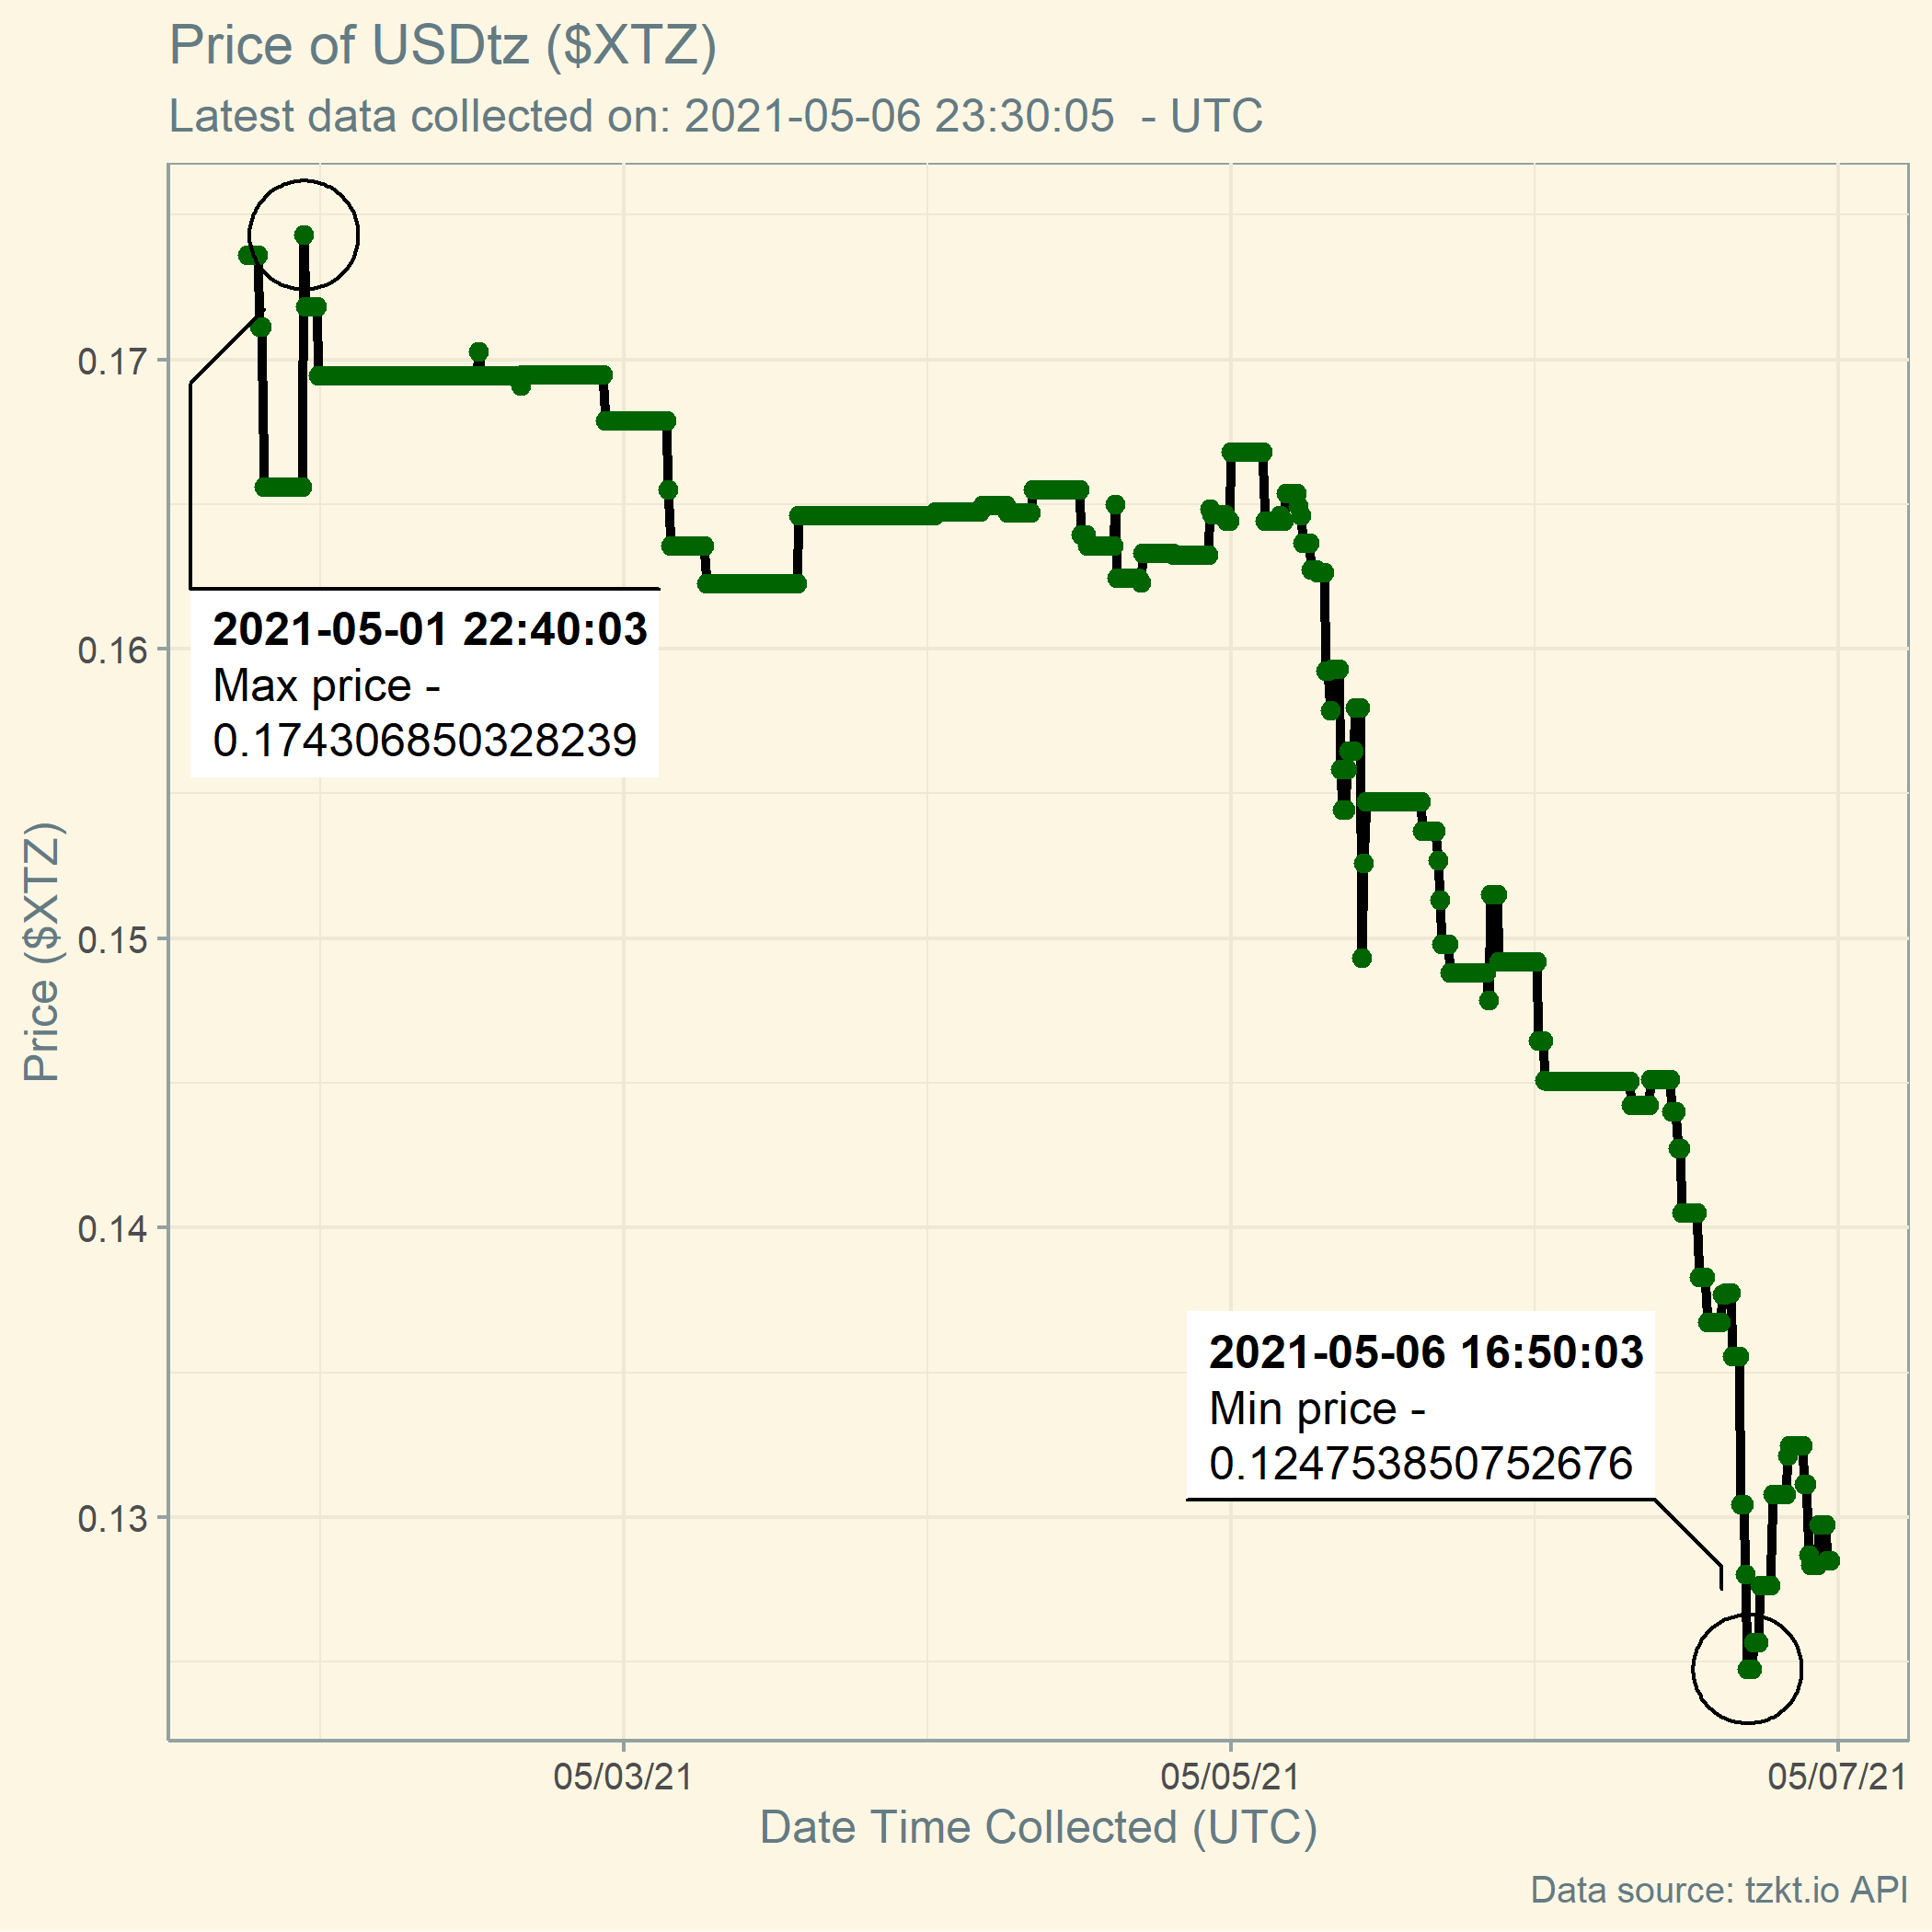 Price of USDtz ($XTZ)
Latest data collected on: 2021-05-06 23:30:05  - UTC
Price ($XTZ)
0.17
0.16
0.15
0.14
0.13
2021-05-01 22:40:03
Max price -
0.174306850328239
2021-05-06 16:50:03
Min price -
0.124753850752676
05/03/21
05/05/21
05/07/21
Date Time Collected (UTC)
Data source: tzkt.io API